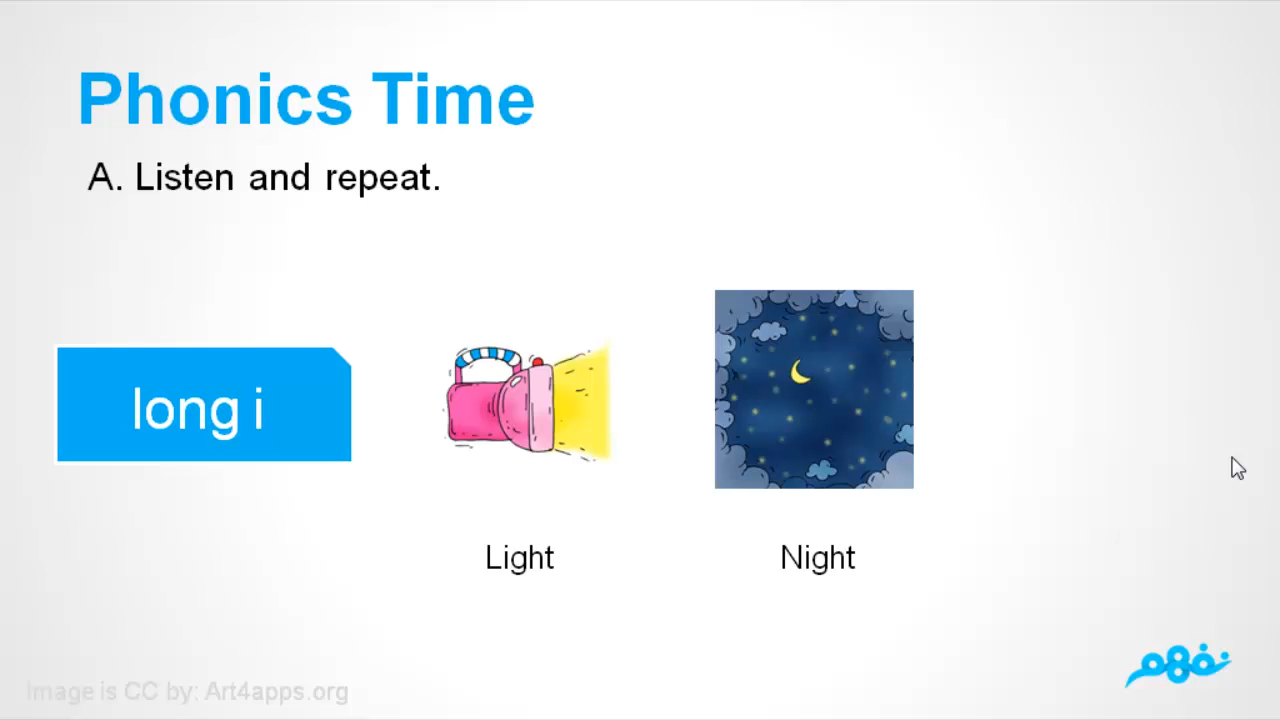 Phonics Time
A. Listen and repeat.
long i
Light
Night
نفهم
Image is CC by: Art4apps.org